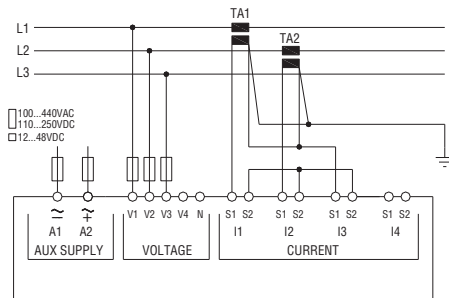 TA1
L1
TA2
L2
L3
100...440VAC
110...250VDC
12...48VDC
V1 V2 V3 V4 N S1 S2 S1 S2 S1 S2 S1 S2
A1 A2 I1 I2 I3 I4
AUX SUPPLY VOLTAGE CURRENT